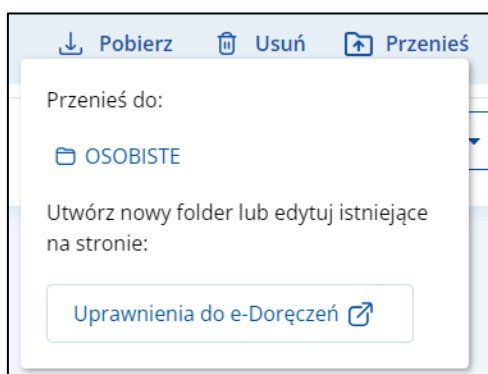 Pobierz Usuń Przenieś
Przenieś do:
OSOBISTE
Utwórz nowy folder lub edytuj istniejące
na stronie:
Uprawnienia do e-Doręczeń